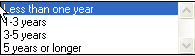 Less than one year
1-3 years
3-5 years
5 years or longer